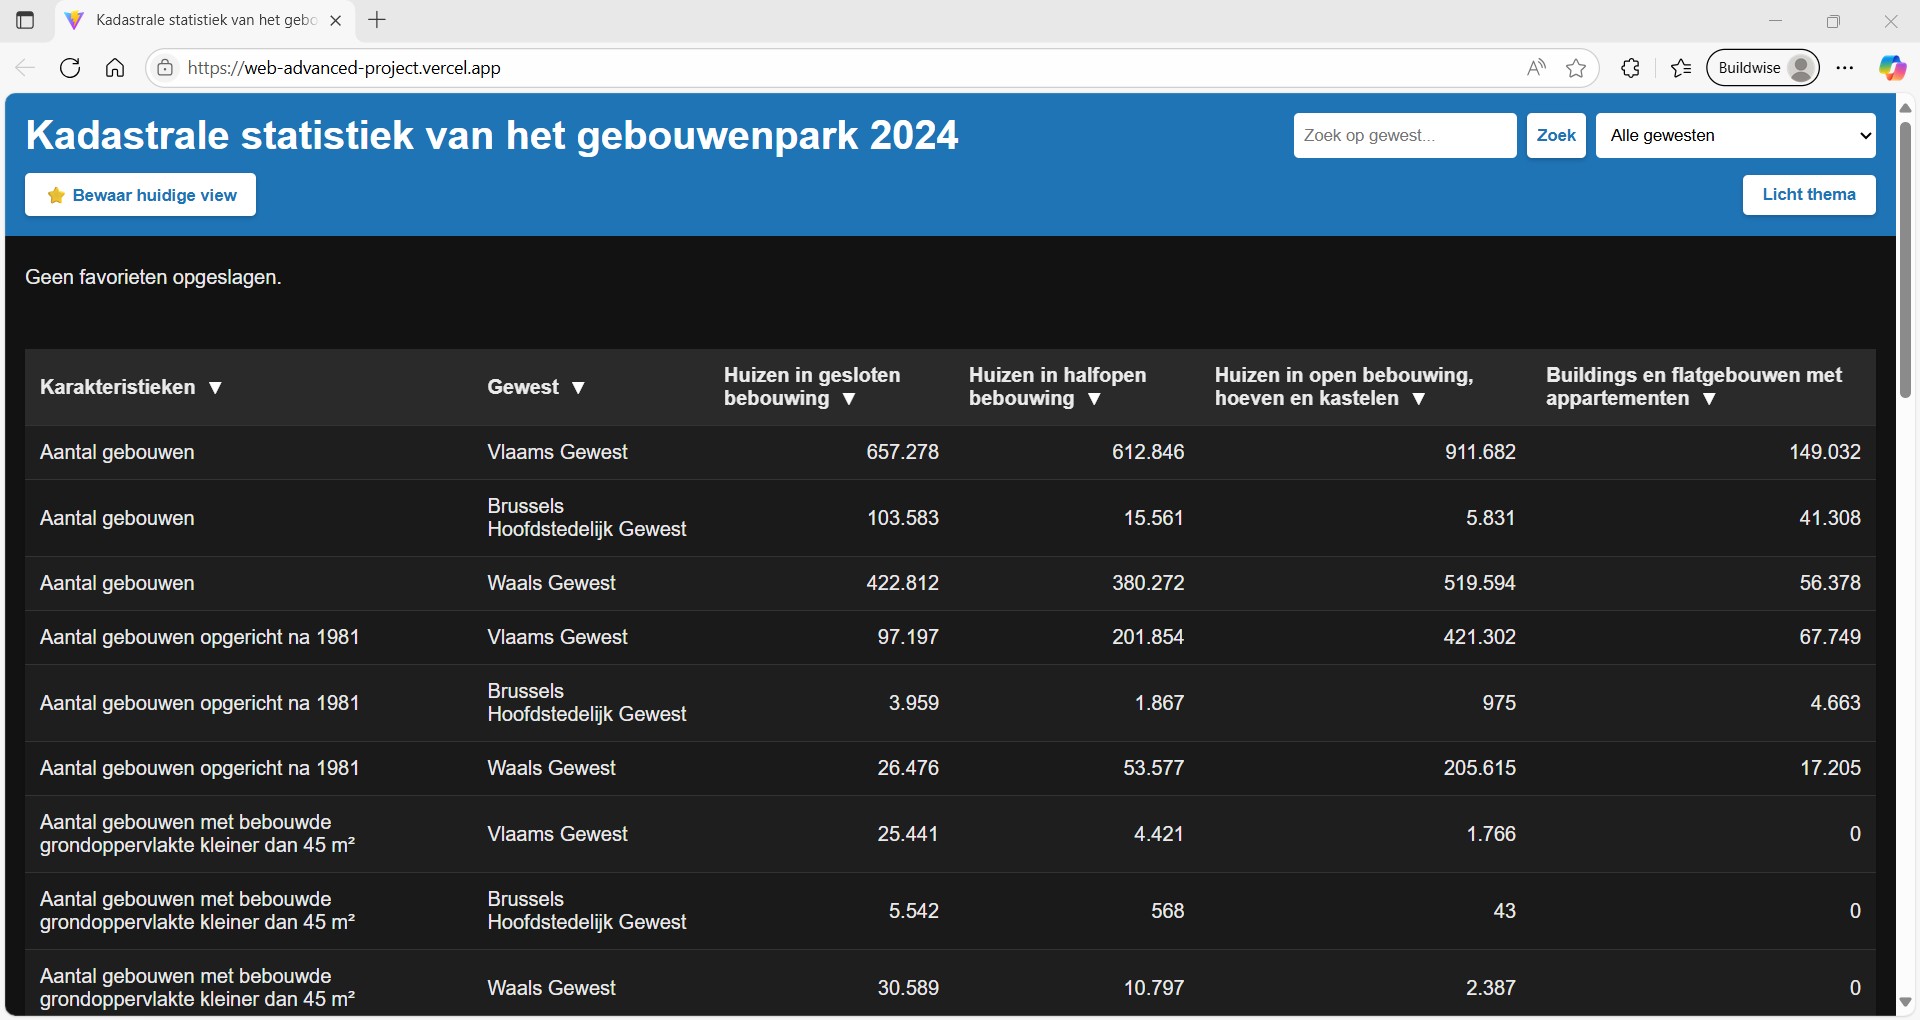 Kadastrale statistiek van het gebo
https://web-advanced-project.vercel.app
Buildwise
Kadastrale statistiek van het gebouwenpark 2024
Zoek op gewest...
Zoek
Alle gewesten
Bewaar huidige view
Licht thema
Geen favorieten opgeslagen.
Karakteristieken ▼
Gewest ▼
Huizen in gesloten
bebouwing ▼
Huizen in halfopen
bebouwing ▼
Huizen in open bebouwing,
hoeven en kastelen ▼
Buildings en flatgebouwen met
appartementen ▼
Aantal gebouwen
Vlaams Gewest
657.278
612.846
911.682
149.032
Aantal gebouwen
Brussels
Hoofdstedelijk Gewest
103.583
15.561
5.831
41.308
Aantal gebouwen
Waals Gewest
422.812
380.272
519.594
56.378
Aantal gebouwen opgericht na 1981
Vlaams Gewest
97.197
201.854
421.302
67.749
Aantal gebouwen opgericht na 1981
Brussels
Hoofdstedelijk Gewest
3.959
1.867
975
4.663
Aantal gebouwen opgericht na 1981
Waals Gewest
26.476
53.577
205.615
17.205
Aantal gebouwen met bebouwde
grondoppervlakte kleiner dan 45 m²
Vlaams Gewest
25.441
4.421
1.766
0
Aantal gebouwen met bebouwde
grondoppervlakte kleiner dan 45 m²
Brussels
Hoofdstedelijk Gewest
5.542
568
43
0
Aantal gebouwen met bebouwde
grondoppervlakte kleiner dan 45 m²
Waals Gewest
30.589
10.797
2.387
0